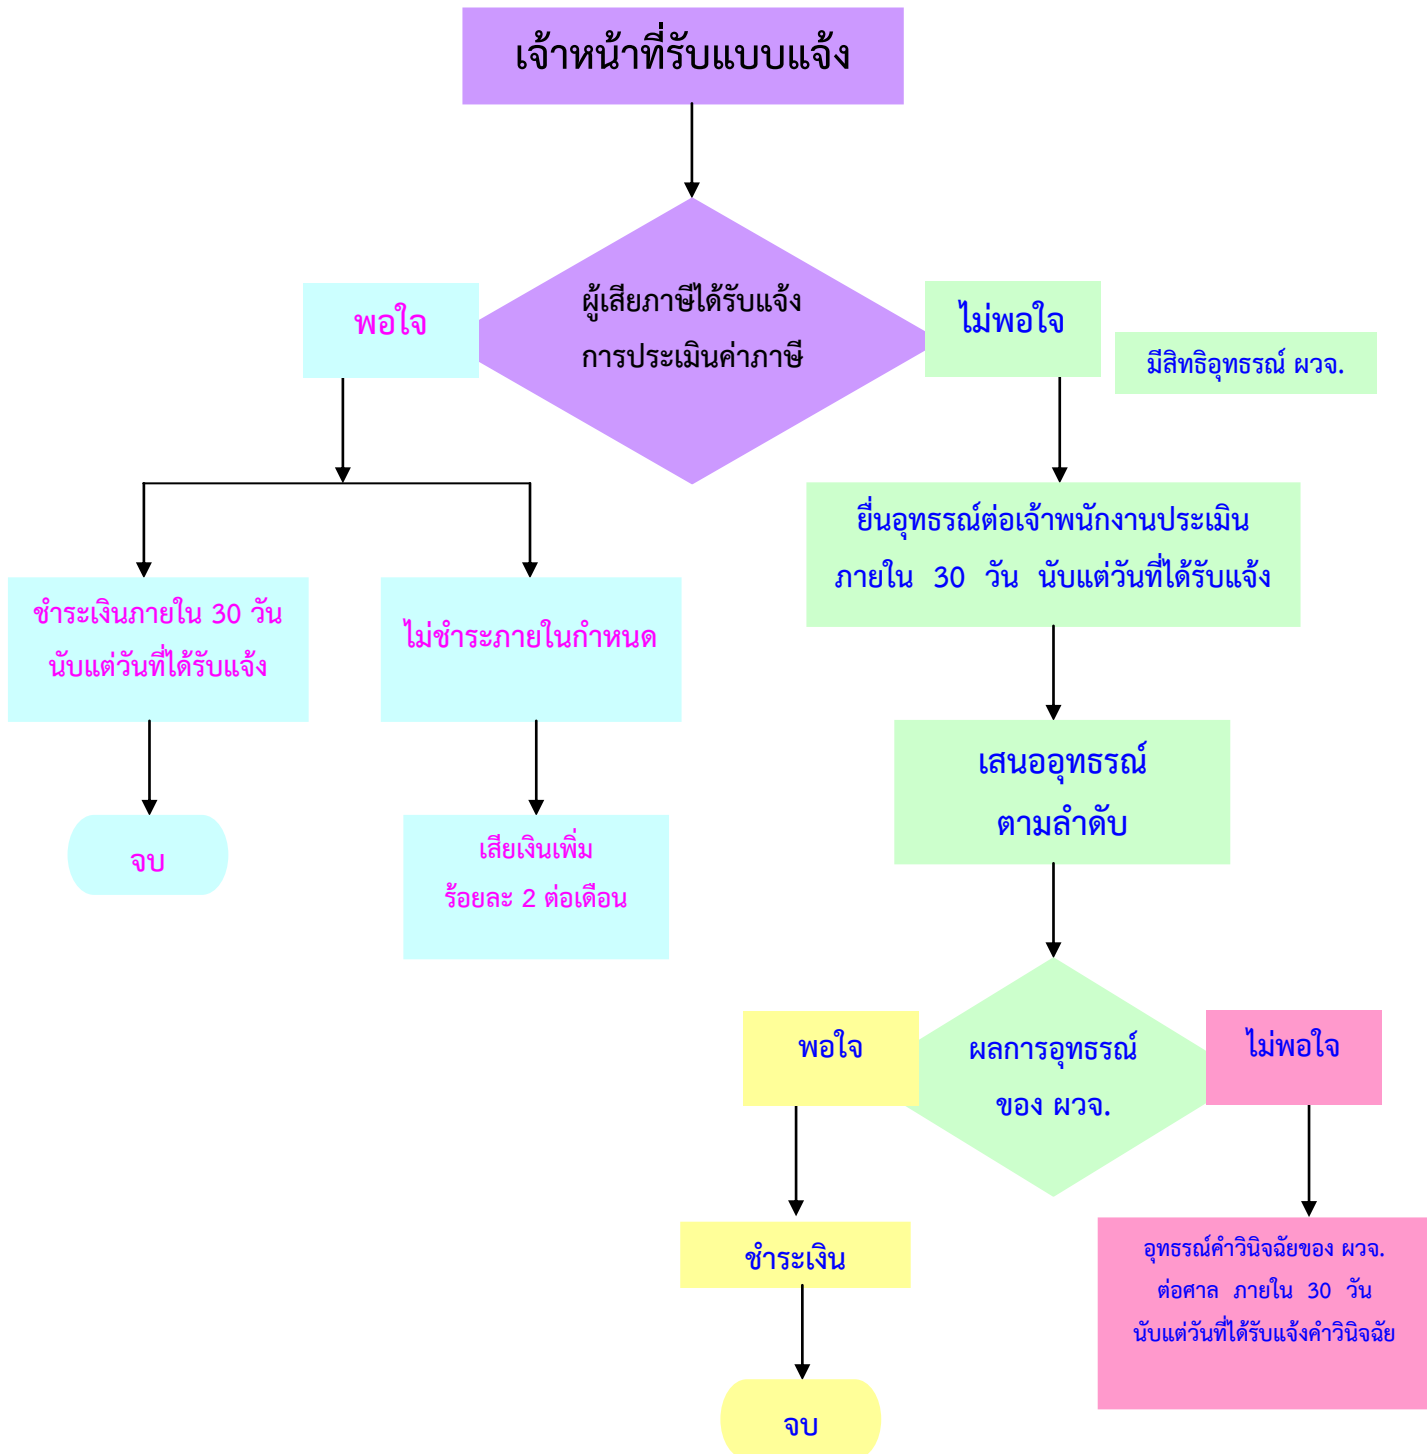 เจ้าหน้าที่รับแบบแจ้ง
ผู้เสียภาษีได้รับแจ้ง
การประเมินค่าภาษี
พอใจ
ไม่พอใจ
มีสิทธิอุทธรณ์ ผวจ.
ชำระเงินภายใน 30 วัน
นับแต่วันที่ได้รับแจ้ง
ไม่ชำระภายในกำหนด
ยื่นอุทธรณ์ต่อเจ้าพนักงานประเมิน
ภายใน 30 วัน นับแต่วันที่ได้รับแจ้ง
จบ
เสียเงินเพิ่ม
ร้อยละ 2 ต่อเดือน
เสนออุทธรณ์
ตามลำดับ
พอใจ
ผลการอุทธรณ์
ของ ผวจ.
ไม่พอใจ
ชำระเงิน
จบ
อุทธรณ์คำวินิจฉัยของ ผวจ.
ต่อศาล ภายใน 30 วัน
นับแต่วันที่ได้รับแจ้งคำวินิจฉัย